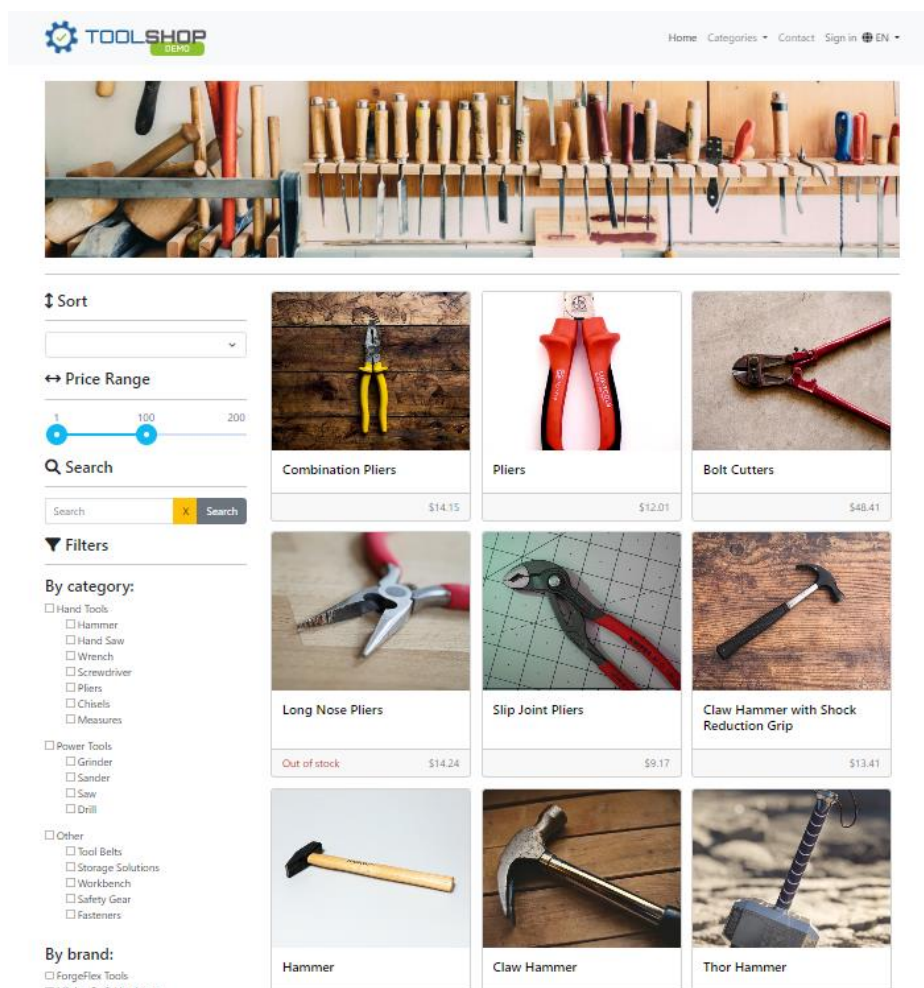 TOOLSHOP
DEMO
Home Categories Contact Sign in EN
Sort
Price Range
1 100 200
Search
Search X Search
Filters
By category:
Hand Tools
Hammer
Hand Saw
Wrench
Screwdriver
Pliers
Chisels
Measures
Power Tools
Grinder
Sander
Saw
Drill
Other
Tool Belts
Storage Solutions
Workbench
Safety Gear
Fasteners
By brand:
ForgeFlex Tools
Combination Pliers
$14.15
Pliers
$12.01
Bolt Cutters
$48.41
Long Nose Pliers
Out of stock $14.24
Slip Joint Pliers
$9.17
Claw Hammer with Shock
Reduction Grip
$13.41
Hammer
Claw Hammer
Thor Hammer